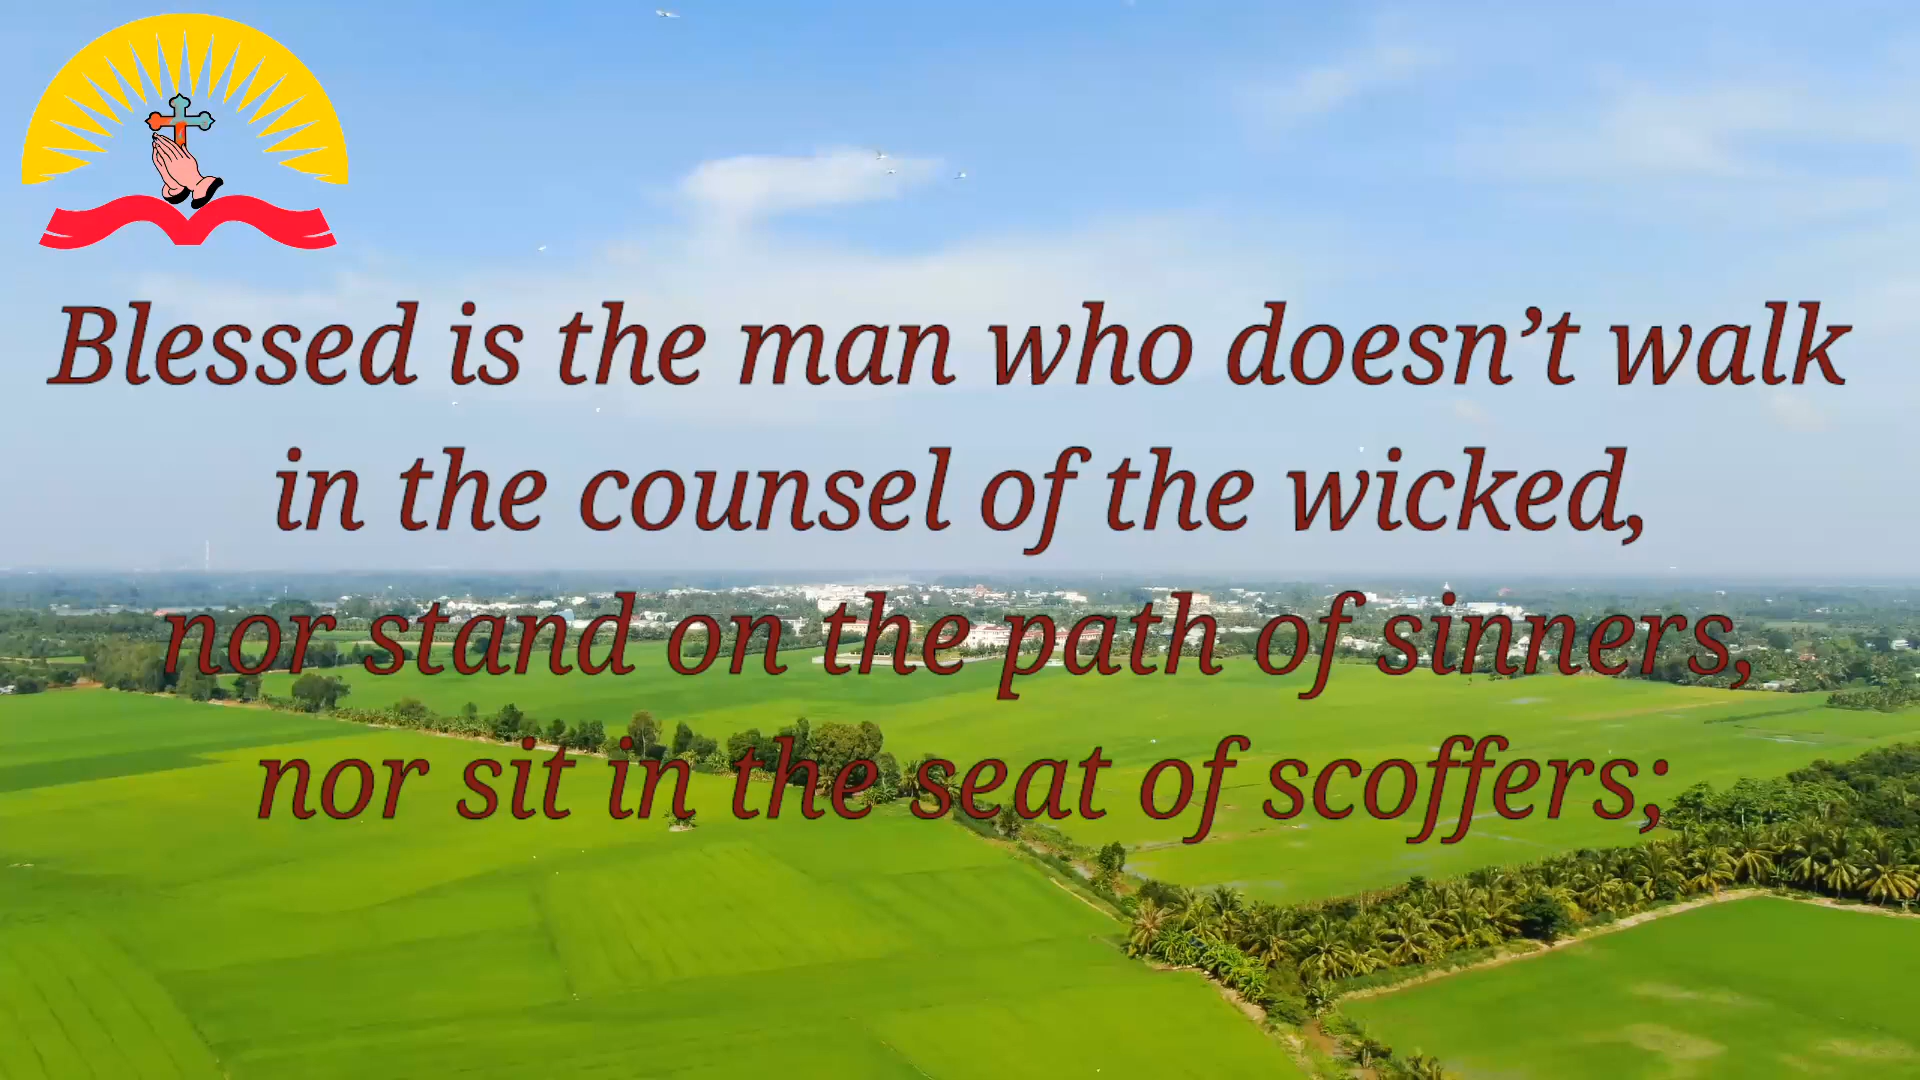 Blessed is the man who doesn’t walk
in the counsel of the wicked,
nor stand on the path of sinners,
nor sit in the seat of scoffers;